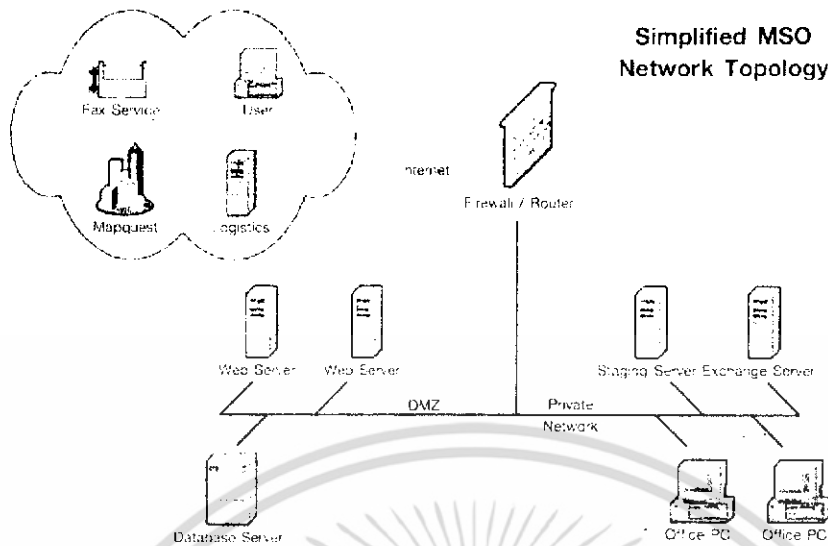 Simplified MSO
Network Topology
Fax Service
User
Mapquest
Logistics
Internet
Firewall / Router
Web Server
Web Server
Staging Server
Exchange Server
DMZ
Private
Network
Database Server
Office PC
Office PC